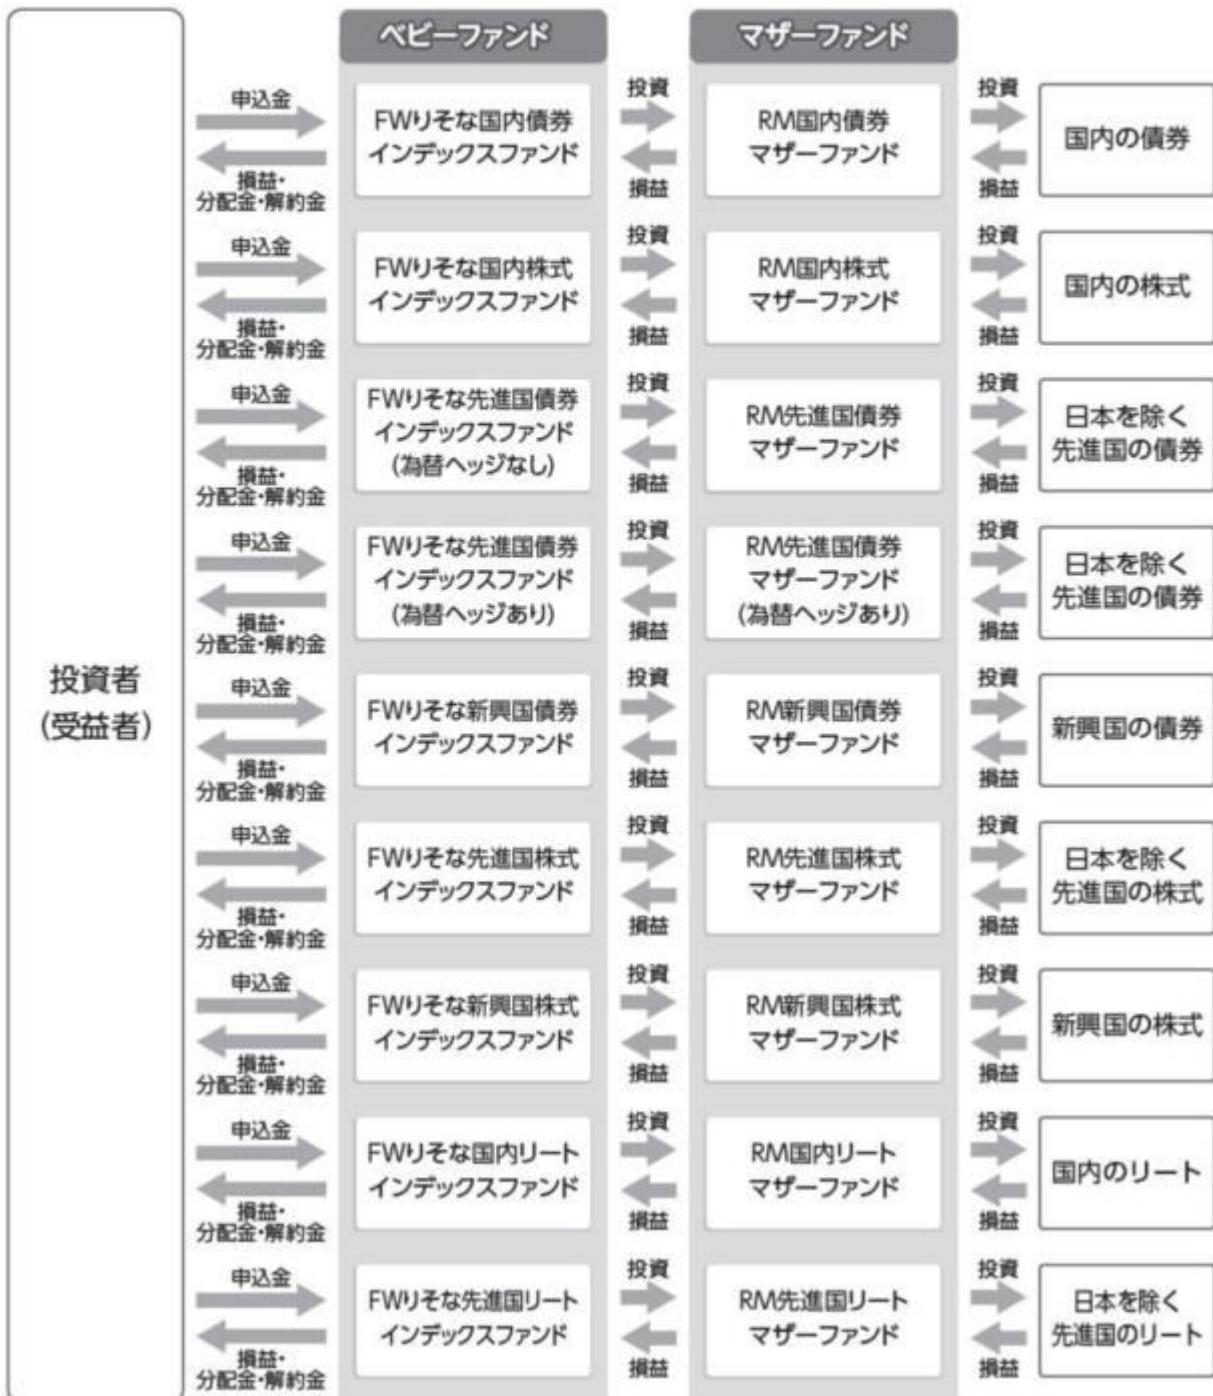 ベビーファンド
マザーファンド
投資者
(受益者)
申込金
損益・
分配金・解約金
FWりそな国内債券
インデックスファンド
投資
損益
RM国内債券
マザーファンド
投資
損益
国内の債券
申込金
損益・
分配金・解約金
FWりそな国内株式
インデックスファンド
投資
損益
RM国内株式
マザーファンド
投資
損益
国内の株式
申込金
損益・
分配金・解約金
FWりそな先進国債券
インデックスファンド
(為替ヘッジなし)
投資
損益
RM先進国債券
マザーファンド
投資
損益
日本を除く
先進国の債券
申込金
損益・
分配金・解約金
FWりそな先進国債券
インデックスファンド
(為替ヘッジあり)
投資
損益
RM先進国債券
マザーファンド
(為替ヘッジあり)
投資
損益
日本を除く
先進国の債券
申込金
損益・
分配金・解約金
FWりそな新興国債券
インデックスファンド
投資
損益
RM新興国債券
マザーファンド
投資
損益
新興国の債券
申込金
損益・
分配金・解約金
FWりそな先進国株式
インデックスファンド
投資
損益
RM先進国株式
マザーファンド
投資
損益
日本を除く
先進国の株式
申込金
損益・
分配金・解約金
FWりそな新興国株式
インデックスファンド
投資
損益
RM新興国株式
マザーファンド
投資
損益
新興国の株式
申込金
損益・
分配金・解約金
FWりそな国内リート
インデックスファンド
投資
損益
RM国内リート
マザーファンド
投資
損益
国内のリート
申込金
損益・
分配金・解約金
FWりそな先進国リート
インデックスファンド
投資
損益
RM先進国リート
マザーファンド
投資
損益
日本を除く
先進国のリート